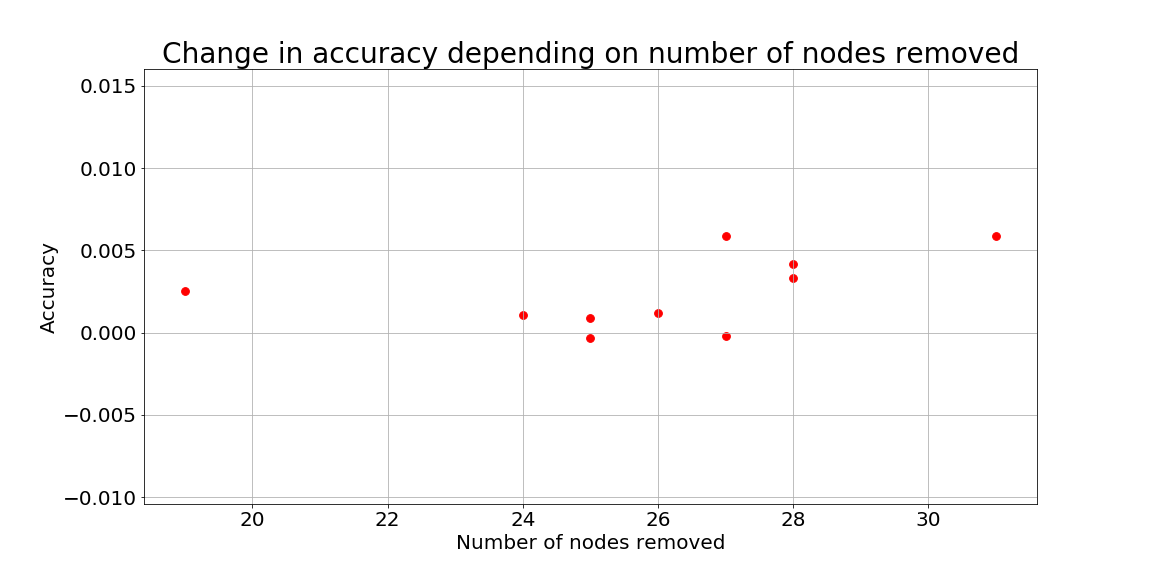 Change in accuracy depending on number of nodes removed
0.015
0.010
0.005
0.000
−0.005
−0.010
Accuracy
20 22 24 26 28 30
Number of nodes removed